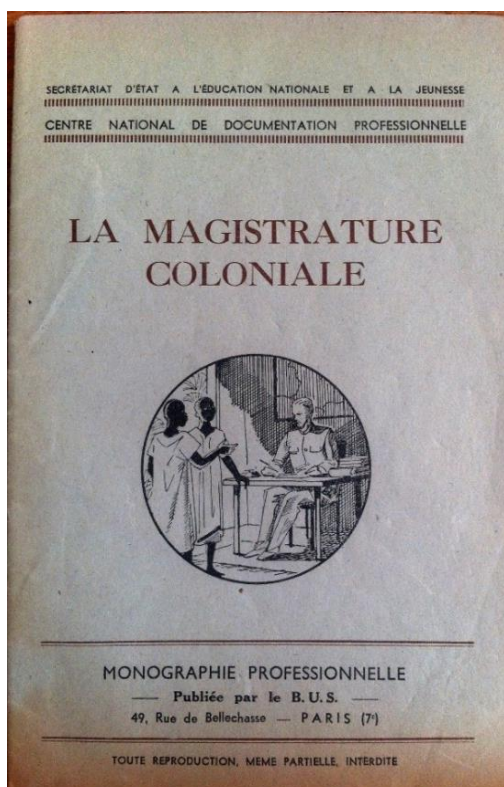 SECRÉTARIAT D'ÉTAT A L'ÉDUCATION NATIONALE ET A LA JEUNESSE
CENTRE NATIONAL DE DOCUMENTATION PROFESSIONNELLE
LA MAGISTRATURE
COLONIALE
MONOGRAPHIE PROFESSIONNELLE
— Publiée par le B.U.S. —
49, Rue de Bellechasse — PARIS (7e)
TOUTE REPRODUCTION, MEME PARTIELLE, INTERDITE